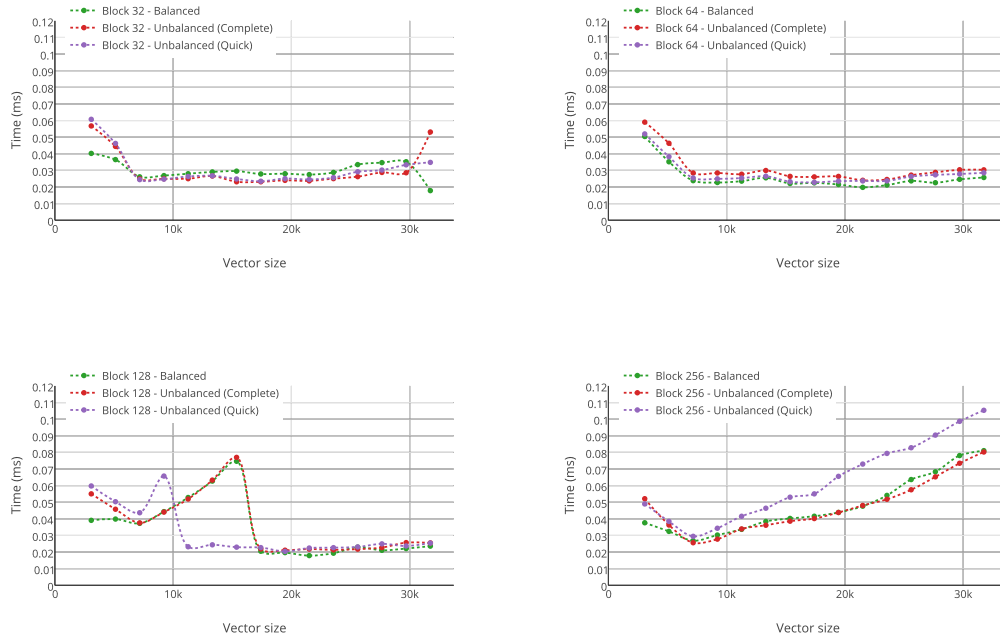 Block 32 - Balanced
Block 32 - Unbalanced (Complete)
Block 32 - Unbalanced (Quick)
0.12
0.11
0.1
0.09
0.08
0.07
0.06
0.05
0.04
0.03
0.02
0.01
0
Time (ms)
0 10k 20k 30k
Vector size
Block 64 - Balanced
Block 64 - Unbalanced (Complete)
Block 64 - Unbalanced (Quick)
0.12
0.11
0.1
0.09
0.08
0.07
0.06
0.05
0.04
0.03
0.02
0.01
0
Time (ms)
0 10k 20k 30k
Vector size
Block 128 - Balanced
Block 128 - Unbalanced (Complete)
Block 128 - Unbalanced (Quick)
0.12
0.11
0.1
0.09
0.08
0.07
0.06
0.05
0.04
0.03
0.02
0.01
0
Time (ms)
0 10k 20k 30k
Vector size
Block 256 - Balanced
Block 256 - Unbalanced (Complete)
Block 256 - Unbalanced (Quick)
0.12
0.11
0.1
0.09
0.08
0.07
0.06
0.05
0.04
0.03
0.02
0.01
0
Time (ms)
0 10k 20k 30k
Vector size